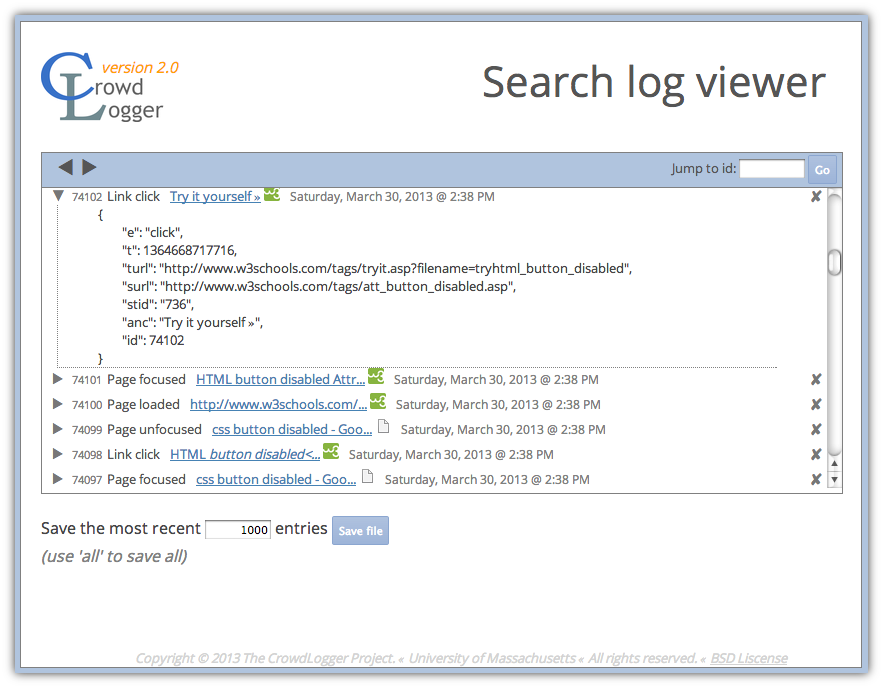 version 2.0
Crowd
Logger
Search log viewer
Jump to id: Go
74102 Link click Try it yourself » Saturday, March 30, 2013 @ 2:38 PM
{
"e": "click",
"t": 1364668717716,
"turl": "http://www.w3schools.com/tags/tryit.asp?filename=tryhtml_button_disabled",
"surl": "http://www.w3schools.com/tags/att_button_disabled.asp",
"stid": "736",
"anc": "Try it yourself »",
"id": 74102
}
74101 Page focused HTML button disabled Attr... Saturday, March 30, 2013 @ 2:38 PM
74100 Page loaded http://www.w3schools.com/... Saturday, March 30, 2013 @ 2:38 PM
74099 Page unfocused css button disabled - Goo... Saturday, March 30, 2013 @ 2:38 PM
74098 Link click HTML button disabled<... Saturday, March 30, 2013 @ 2:38 PM
74097 Page focused css button disabled - Goo... Saturday, March 30, 2013 @ 2:38 PM
Save the most recent 1000 entries Save file
(use 'all' to save all)
Copyright © 2013 The CrowdLogger Project. « University of Massachusetts « All rights reserved. « BSD Liscense